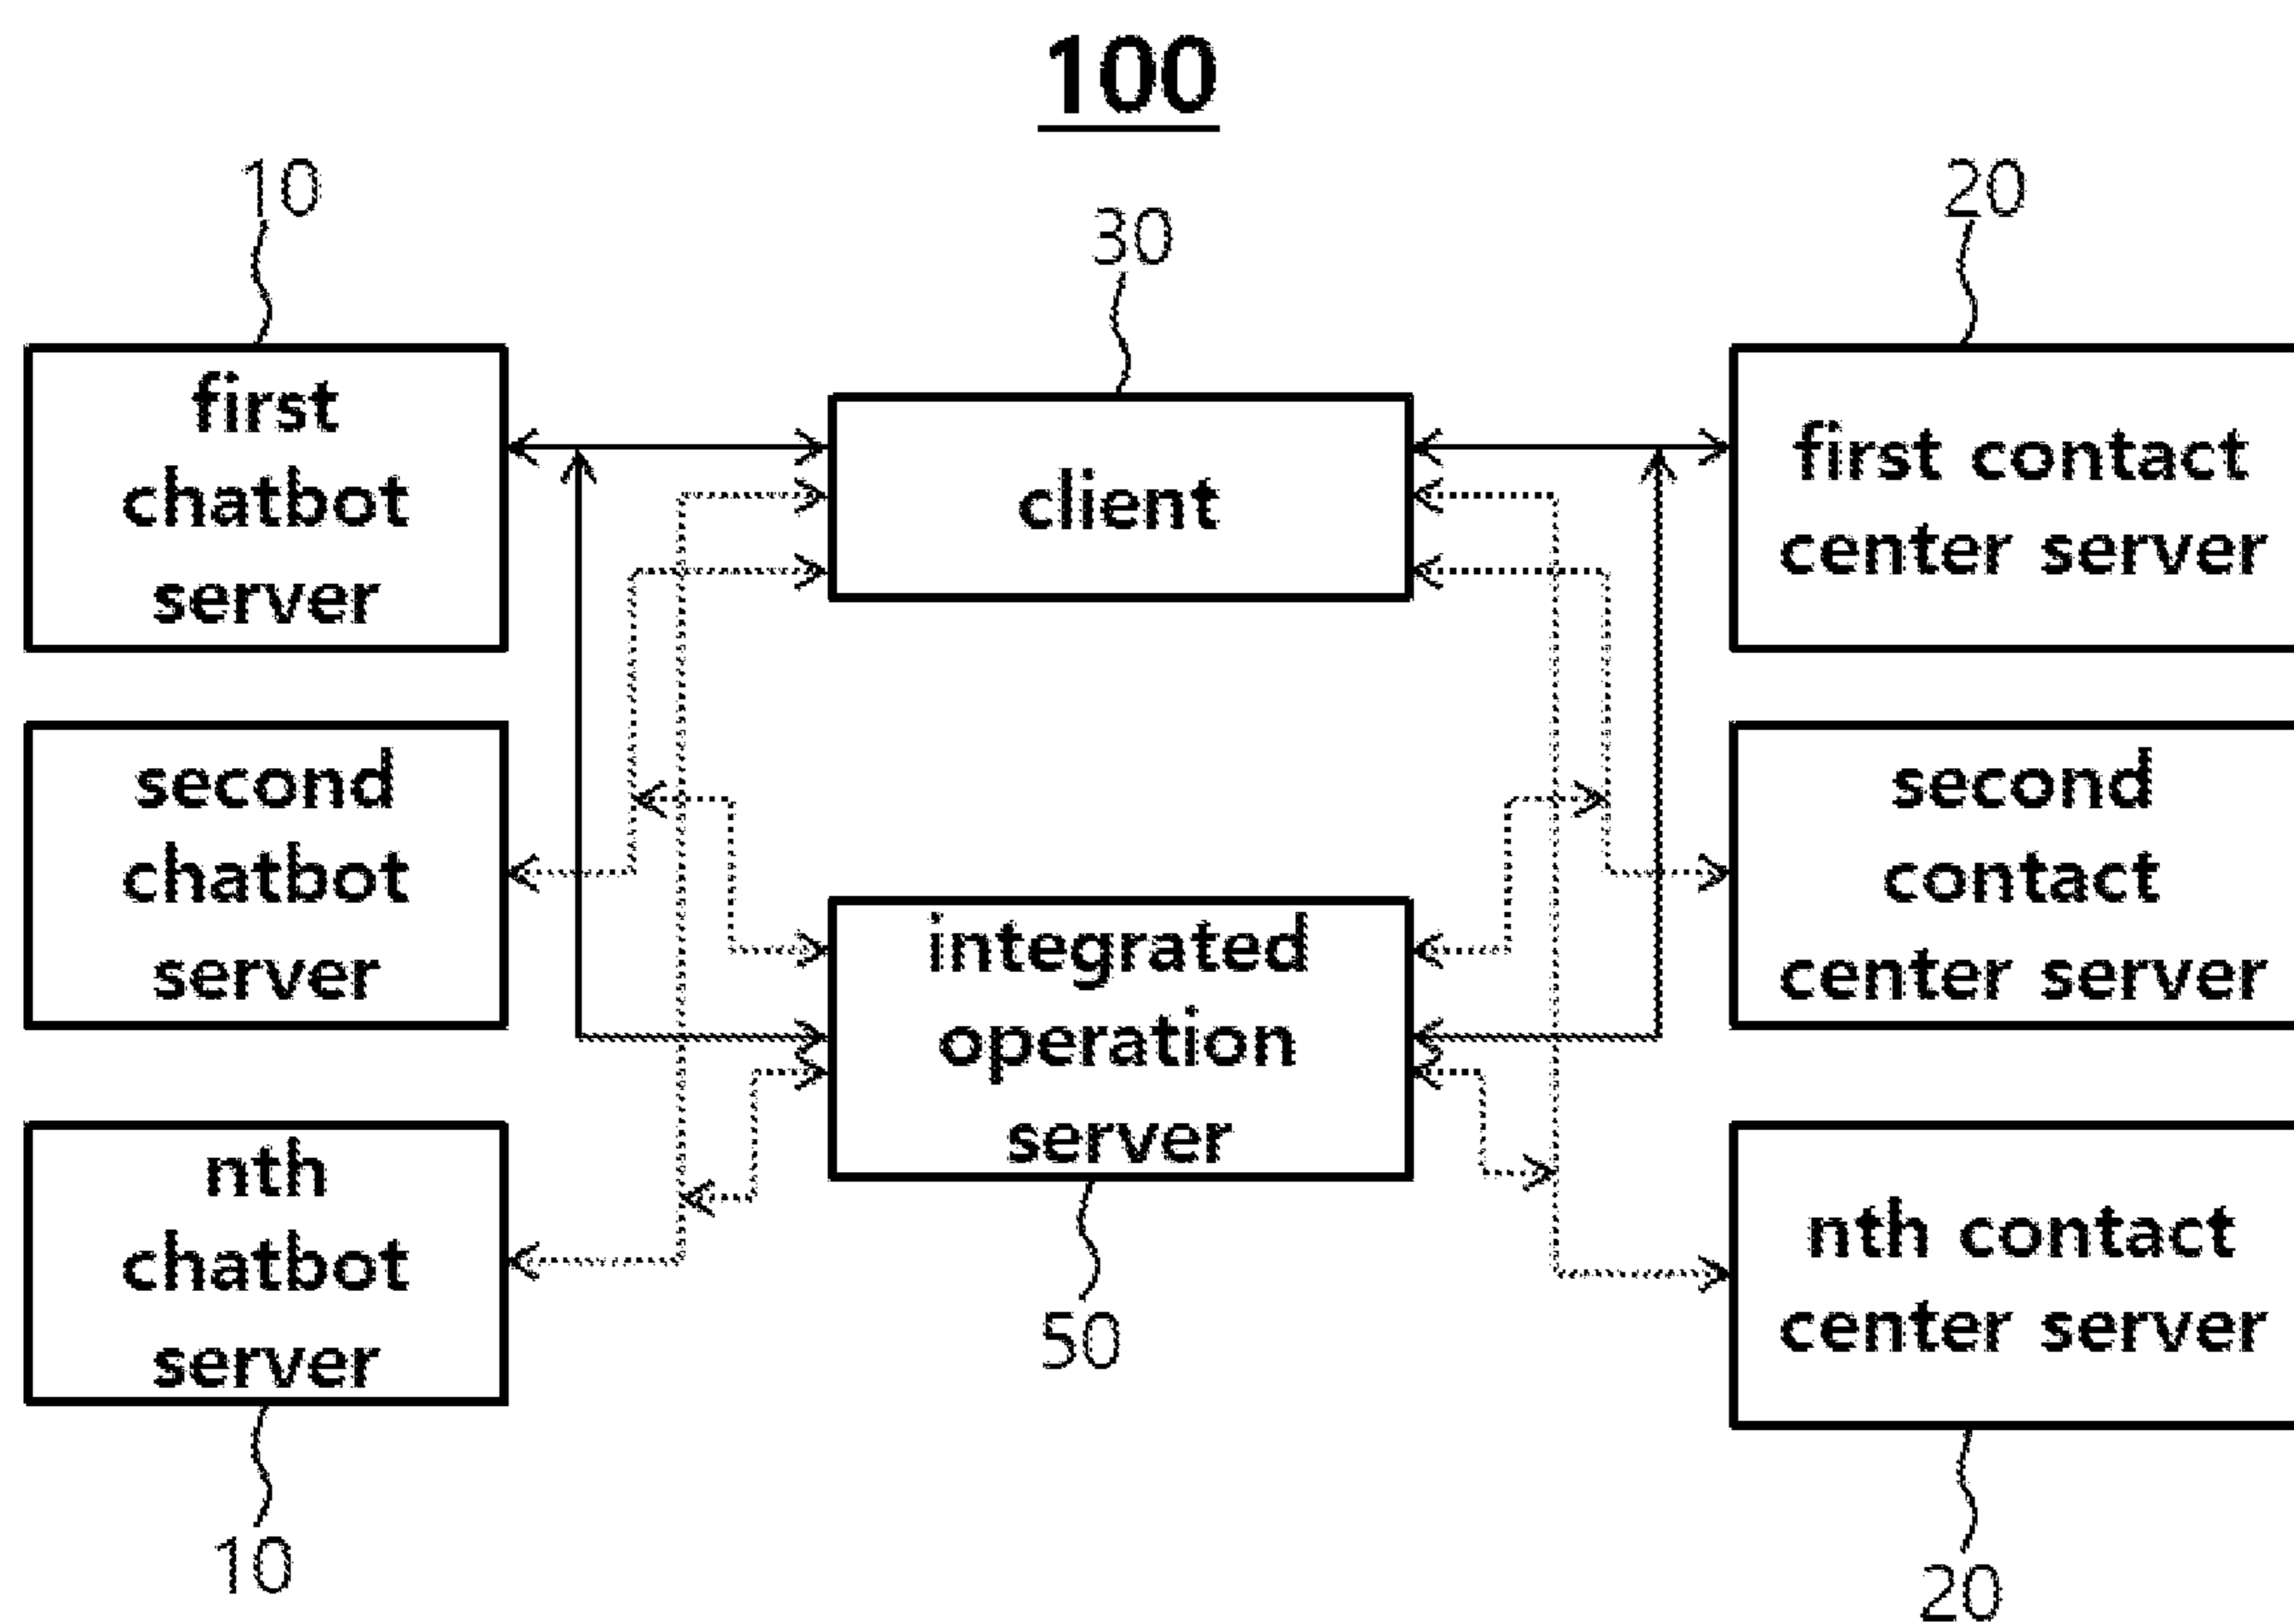 100
10
30
20
first
chatbot
server
client
first contact
center server
second
chatbot
server
integrated
operation
server
second
contact
center server
nth
chatbot
server
50
nth contact
center server
10
20